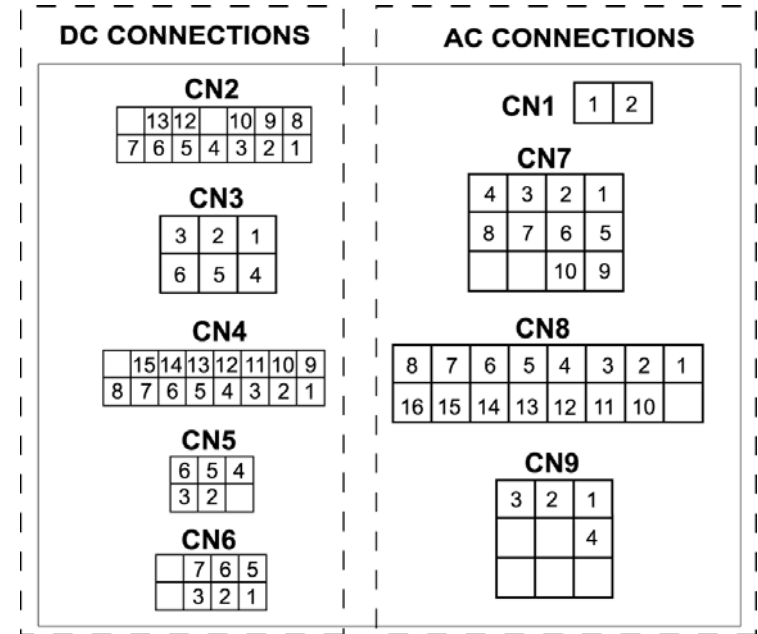 DC CONNECTIONS
CN2
13 12 10 9 8
7 6 5 4 3 2 1
CN3
3 2 1
6 5 4
CN4
15 14 13 12 11 10 9
8 7 6 5 4 3 2 1
CN5
6 5 4
3 2
CN6
7 6 5
3 2 1
AC CONNECTIONS
CN1 1 2
CN7
4 3 2 1
8 7 6 5
10 9
CN8
8 7 6 5 4 3 2 1
16 15 14 13 12 11 10
CN9
3 2 1
4